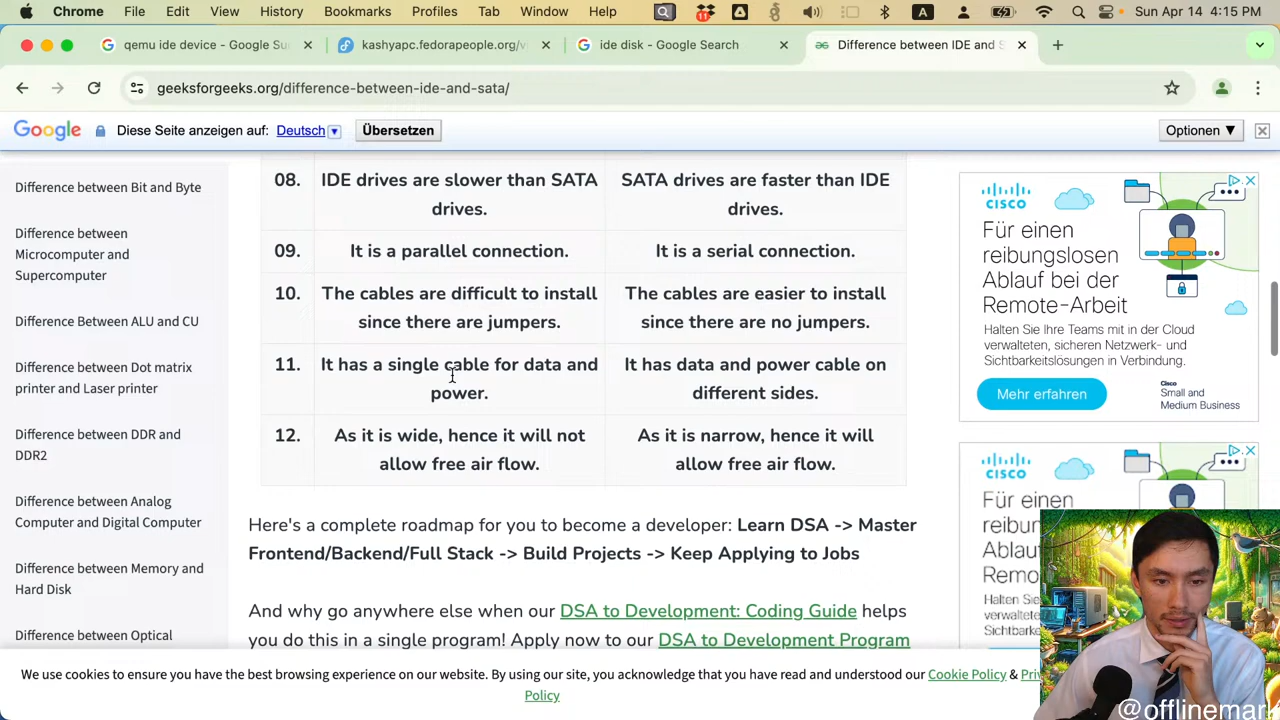 Chrome File Edit View History Bookmarks Profiles Tab Window Help A Sun Apr 14 4:15 PM
qemu ide device - Google Su kashyapc.fedorapeople.org/v ide disk - Google Search Difference between IDE and S
geeksforgeeks.org/difference-between-ide-and-sata/
Google Diese Seite anzeigen auf: Deutsch Übersetzen Optionen ▼
Difference between Bit and Byte
Difference between
Microcomputer and
Supercomputer
Difference Between ALU and CU
Difference between Dot matrix
printer and Laser printer
Difference between DDR and
DDR2
Difference between Analog
Computer and Digital Computer
Difference between Memory and
Hard Disk
Difference between Optical
08. IDE drives are slower than SATA drives. SATA drives are faster than IDE drives.
09. It is a parallel connection. It is a serial connection.
10. The cables are difficult to install since there are jumpers. The cables are easier to install since there are no jumpers.
11. It has a single cable for data and power. It has data and power cable on different sides.
12. As it is wide, hence it will not allow free air flow. As it is narrow, hence it will allow free air flow.
Here's a complete roadmap for you to become a developer: Learn DSA -> Master
Frontend/Backend/Full Stack -> Build Projects -> Keep Applying to Jobs
And why go anywhere else when our DSA to Development: Coding Guide helps
you do this in a single program! Apply now to our DSA to Development Program
CISCO
Für einen
reibungslosen
Ablauf bei der
Remote-Arbeit
Halten Sie Ihre Teams mit in der Cloud
verwalteten, sicheren Netzwerk- und
Sichtbarkeitslösungen in Verbindung.
Mehr erfahren
CISCO
Small and
Medium Business
CISCO
Für einen
reibun
Ablau
Remo
Halten Sie
verwaltete
Sichtbarke
We use cookies to ensure you have the best browsing experience on our website. By using our site, you acknowledge that you have read and understood our Cookie Policy & Pri
Policy
@offlinemark